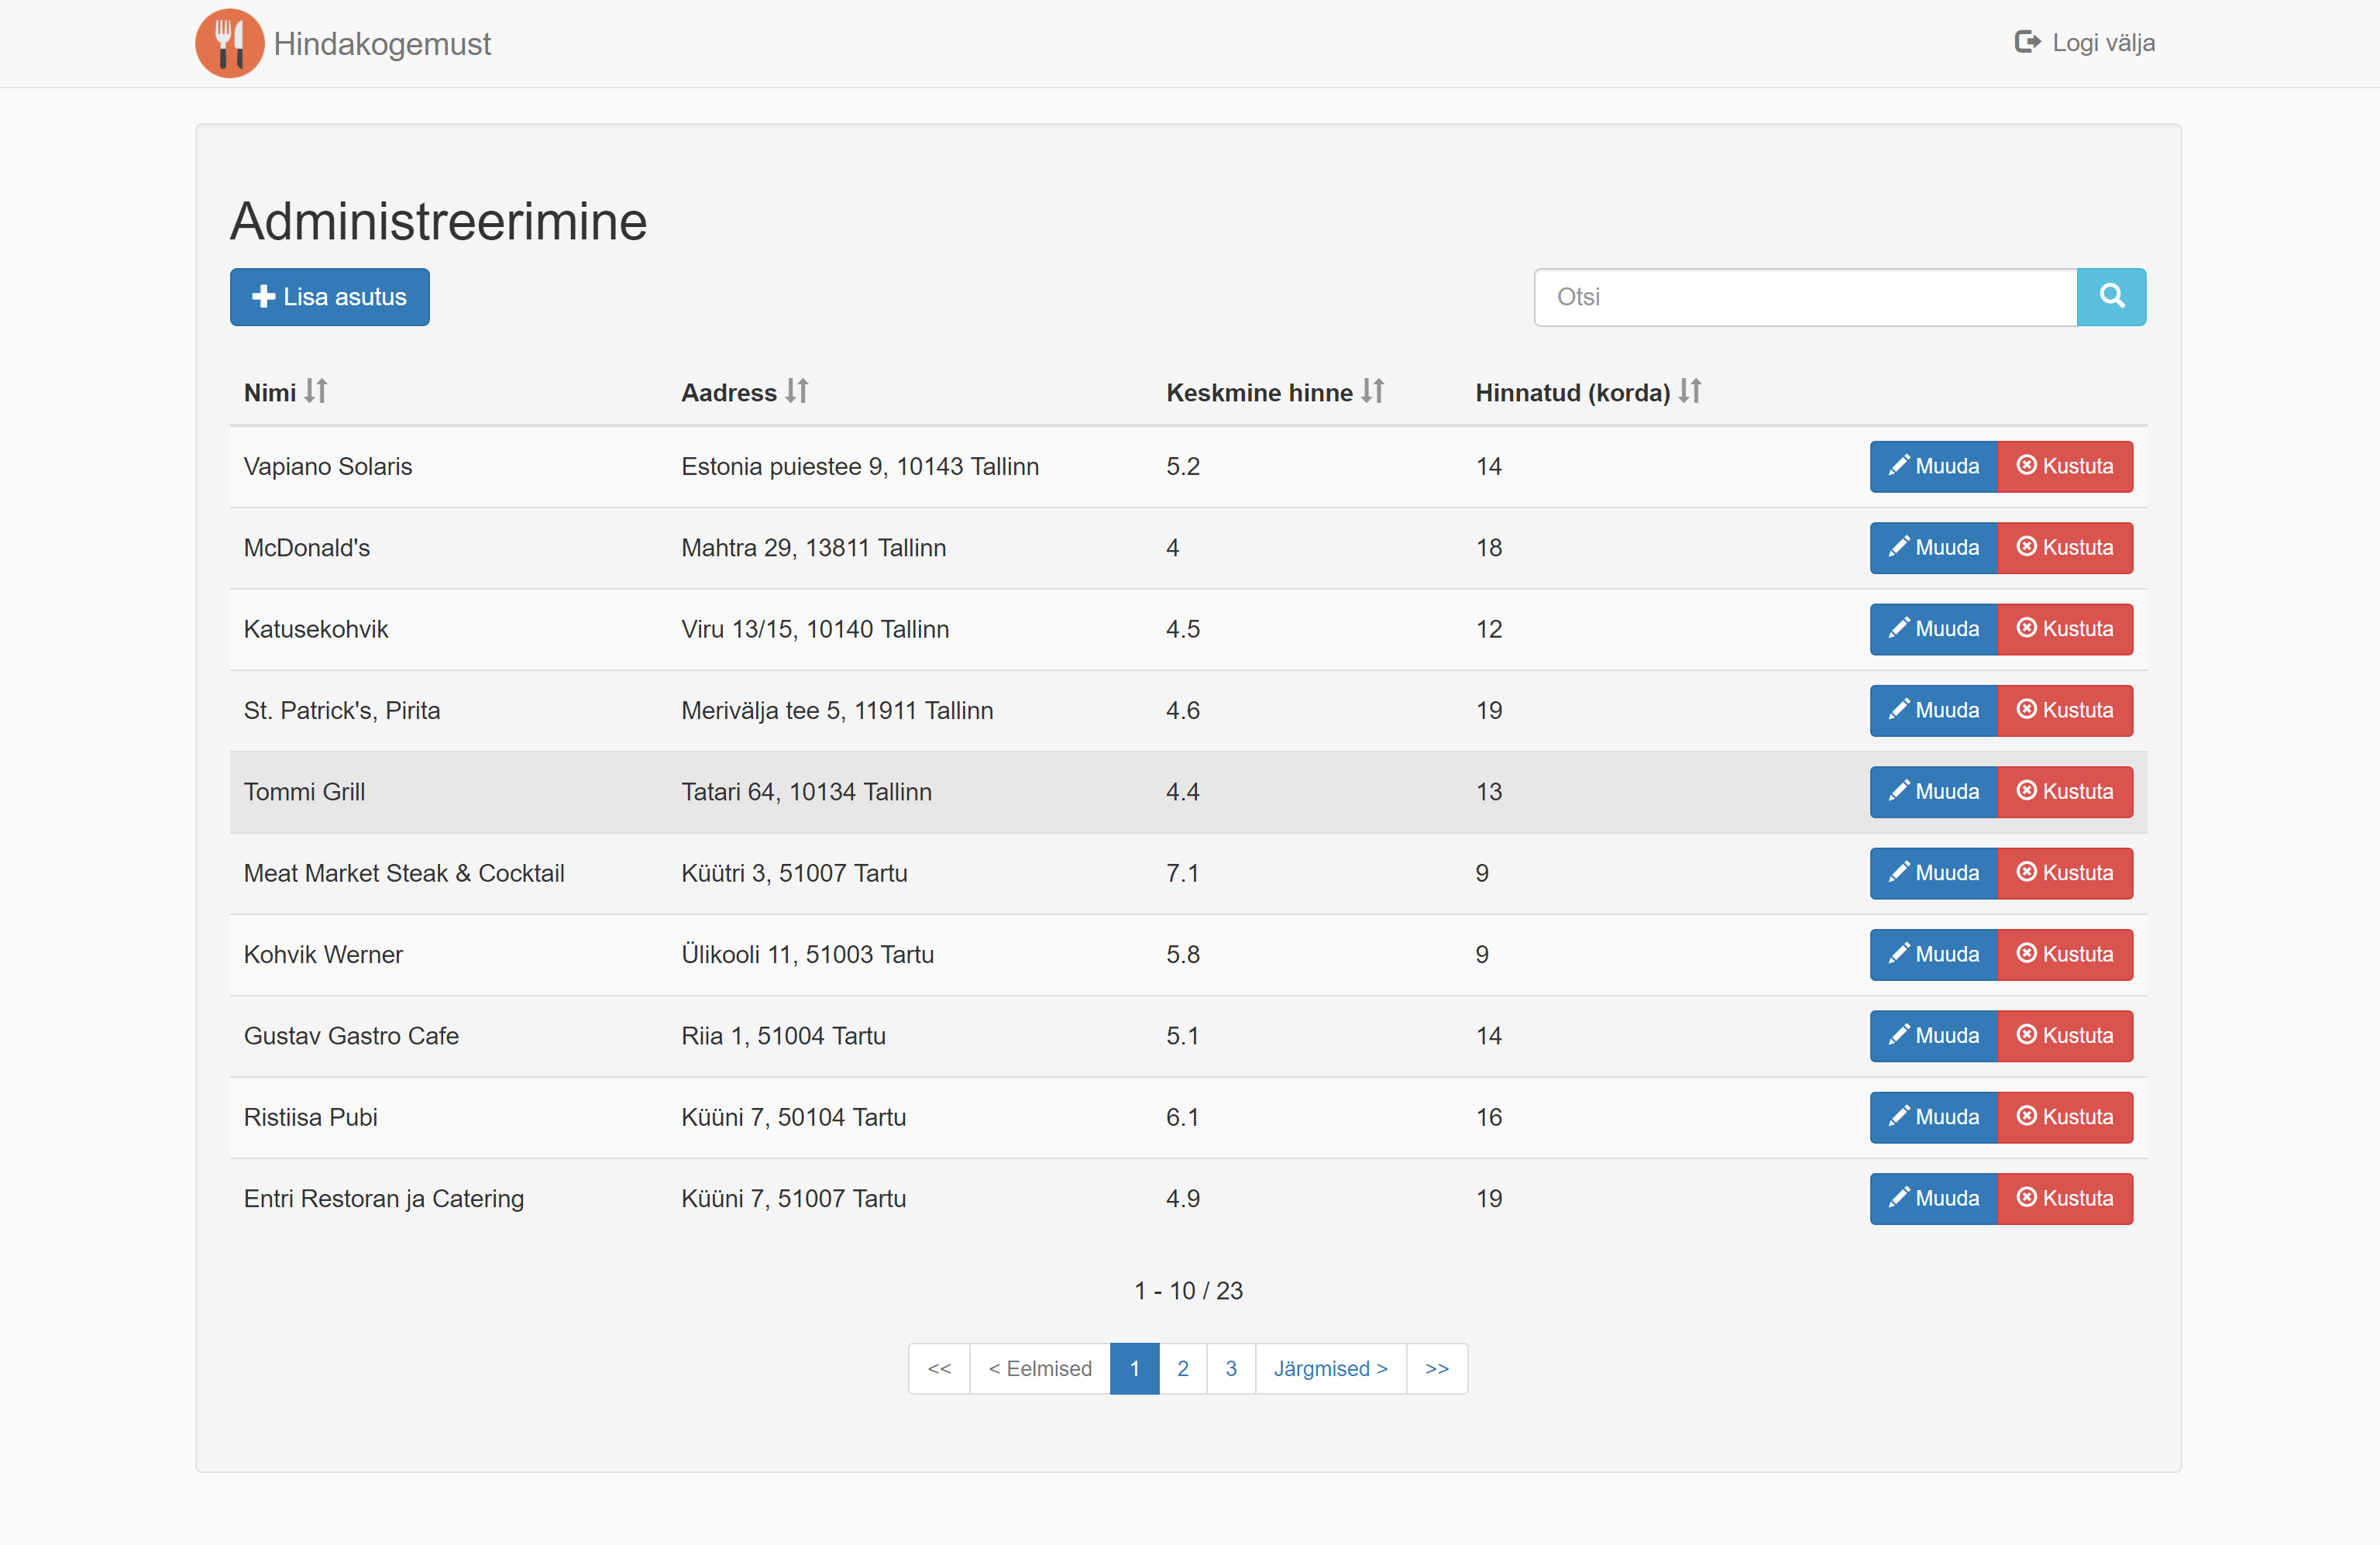 Hindakogemust
Logi välja
Administreerimine
Lisa asutus
Otsi
Nimi Aadress Keskmine hinne Hinnatud (korda)
Vapiano Solaris Estonia puiestee 9, 10143 Tallinn 5.2 14 Muuda Kustuta
McDonald's Mahtra 29, 13811 Tallinn 4 18 Muuda Kustuta
Katusekohvik Viru 13/15, 10140 Tallinn 4.5 12 Muuda Kustuta
St. Patrick's, Pirita Merivälja tee 5, 11911 Tallinn 4.6 19 Muuda Kustuta
Tommi Grill Tatari 64, 10134 Tallinn 4.4 13 Muuda Kustuta
Meat Market Steak & Cocktail Küütri 3, 51007 Tartu 7.1 9 Muuda Kustuta
Kohvik Werner Ülikooli 11, 51003 Tartu 5.8 9 Muuda Kustuta
Gustav Gastro Cafe Riia 1, 51004 Tartu 5.1 14 Muuda Kustuta
Ristiisa Pubi Küüni 7, 50104 Tartu 6.1 16 Muuda Kustuta
Entri Restoran ja Catering Küüni 7, 51007 Tartu 4.9 19 Muuda Kustuta
1 - 10 / 23
<< < Eelmised 1 2 3 Järgmised > >>